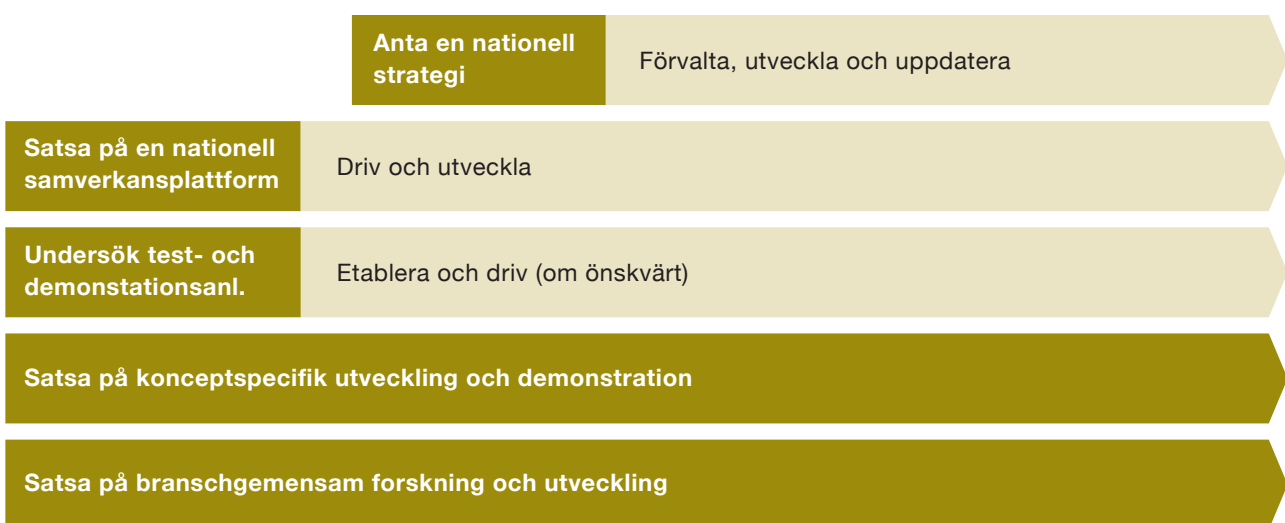 Anta en nationell
strategi
Förvalta, utveckla och uppdatera
Satsa på en nationell
samverkansplattform
Driv och utveckla
Undersök test- och
demonstationsanl.
Etablera och driv (om önskvärt)
Satsa på konceptspecifik utveckling och demonstration
Satsa på branschgemensam forskning och utveckling